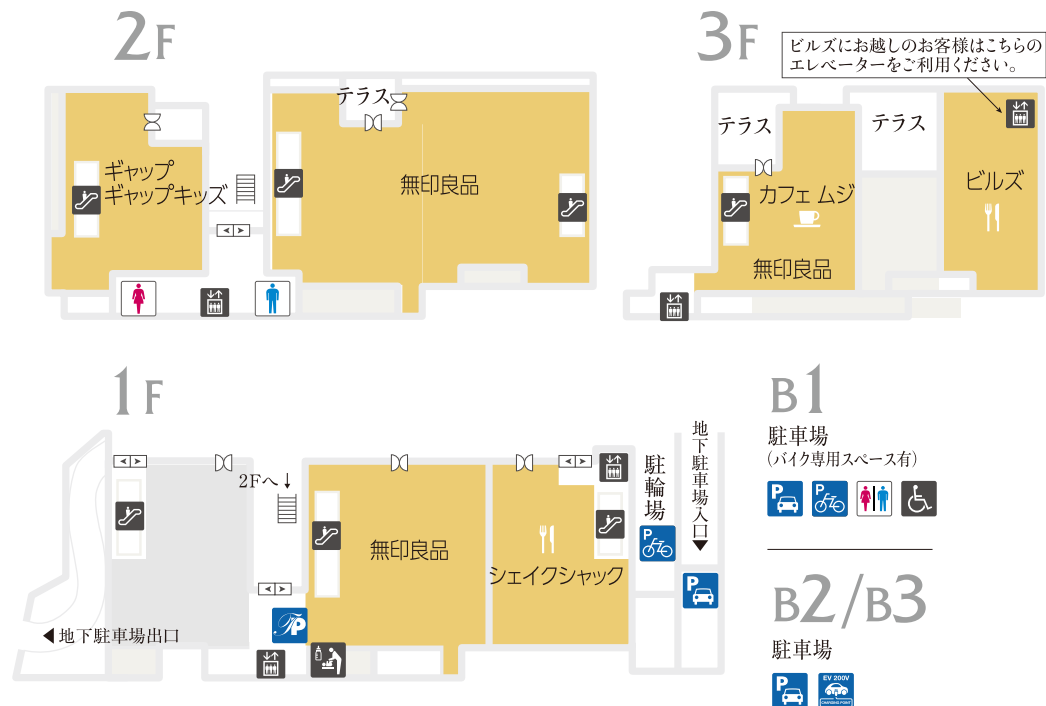 2F
テラス
ギャップ
ギャップキッズ
無印良品
3F
ビルズにお越しのお客様はこちらの
エレベーターをご利用ください。
テラス
テラス
カフェ ムジ
ビルズ
無印良品
1F
2Fへ↓
無印良品
シェイクシャック
駐輪場
P
地下駐車場入口▼
P
TP
◀地下駐車場出口
B1
駐車場
(バイク専用スペース有)
P
P
B2/B3
駐車場
P
EV 200V
CHARGING POINT